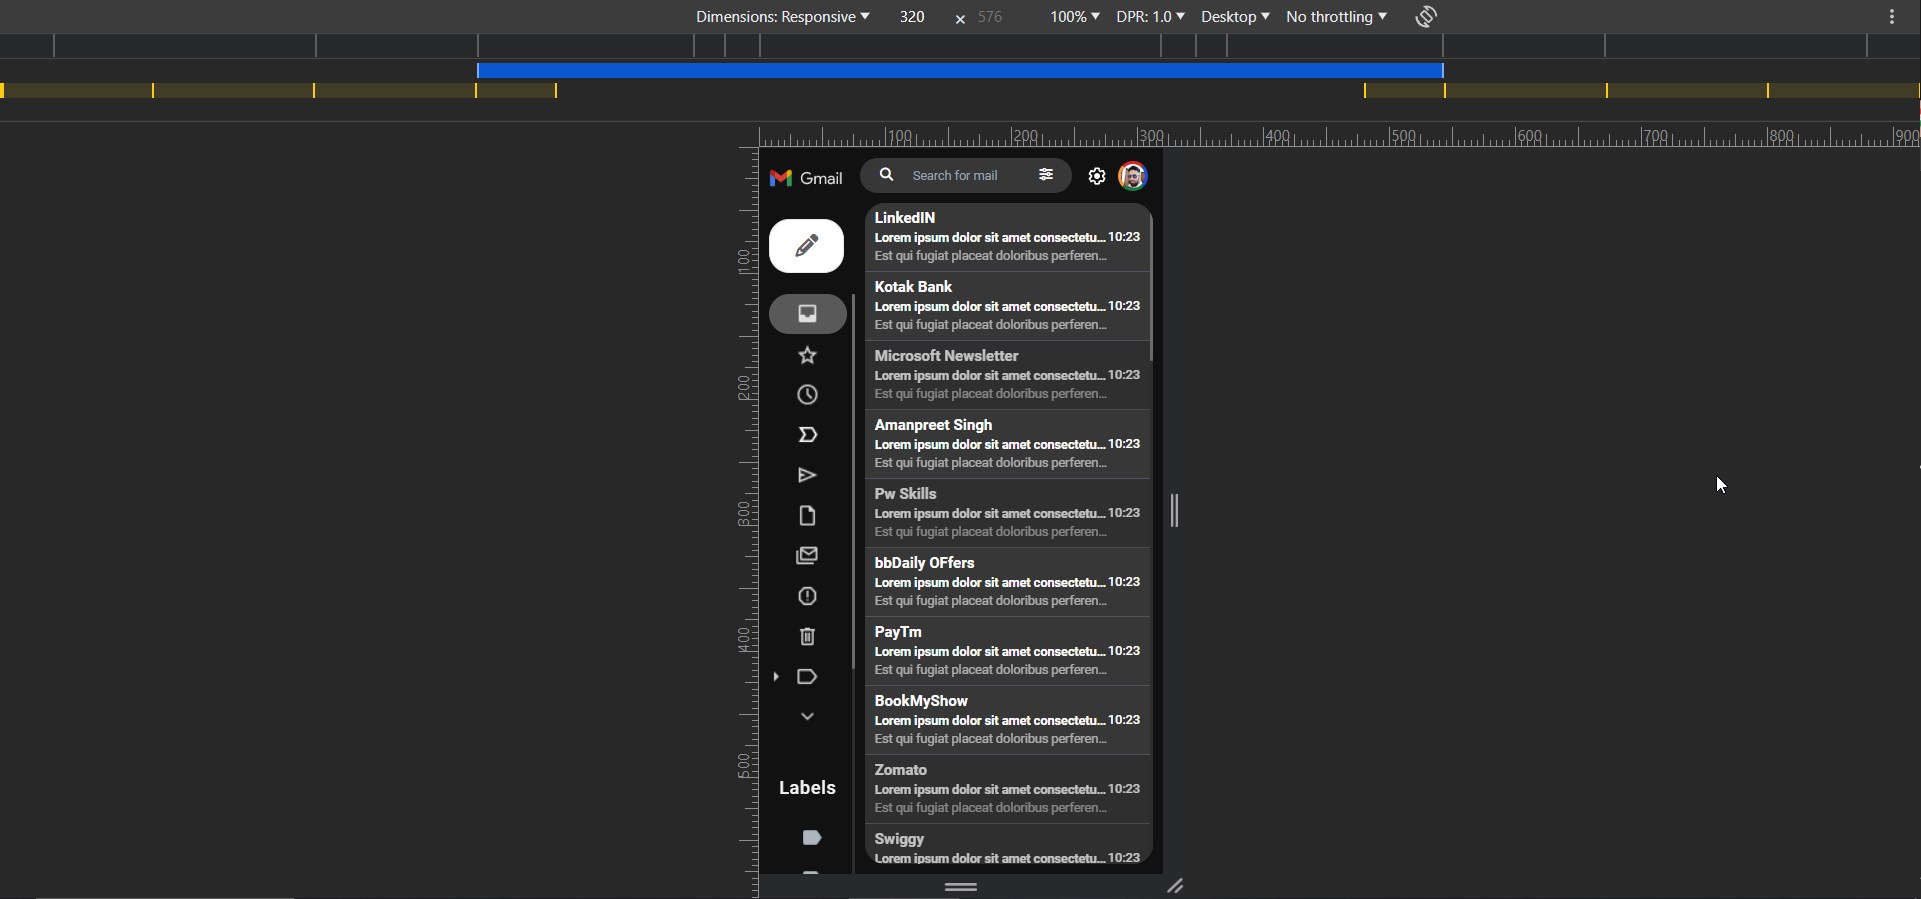 Dimensions: Responsive 320 × 576 100% DPR: 1.0 Desktop No throttling
100 200 300 400 500 600 700 800 900
Gmail Search for mail
LinkedIN
Lorem ipsum dolor sit amet consectetu... 10:23
Est qui fugiat placeat doloribus perferen...
Kotak Bank
Lorem ipsum dolor sit amet consectetu... 10:23
Est qui fugiat placeat doloribus perferen...
Microsoft Newsletter
Lorem ipsum dolor sit amet consectetu... 10:23
Est qui fugiat placeat doloribus perferen...
Amanpreet Singh
Lorem ipsum dolor sit amet consectetu... 10:23
Est qui fugiat placeat doloribus perferen...
Pw Skills
Lorem ipsum dolor sit amet consectetu... 10:23
Est qui fugiat placeat doloribus perferen...
bbDaily OFfers
Lorem ipsum dolor sit amet consectetu... 10:23
Est qui fugiat placeat doloribus perferen...
PayTm
Lorem ipsum dolor sit amet consectetu... 10:23
Est qui fugiat placeat doloribus perferen...
BookMyShow
Lorem ipsum dolor sit amet consectetu... 10:23
Est qui fugiat placeat doloribus perferen...
Zomato
Lorem ipsum dolor sit amet consectetu... 10:23
Est qui fugiat placeat doloribus perferen...
Swiggy
Lorem ipsum dolor sit amet consectetu... 10:23
Labels
100
200
300
400
500